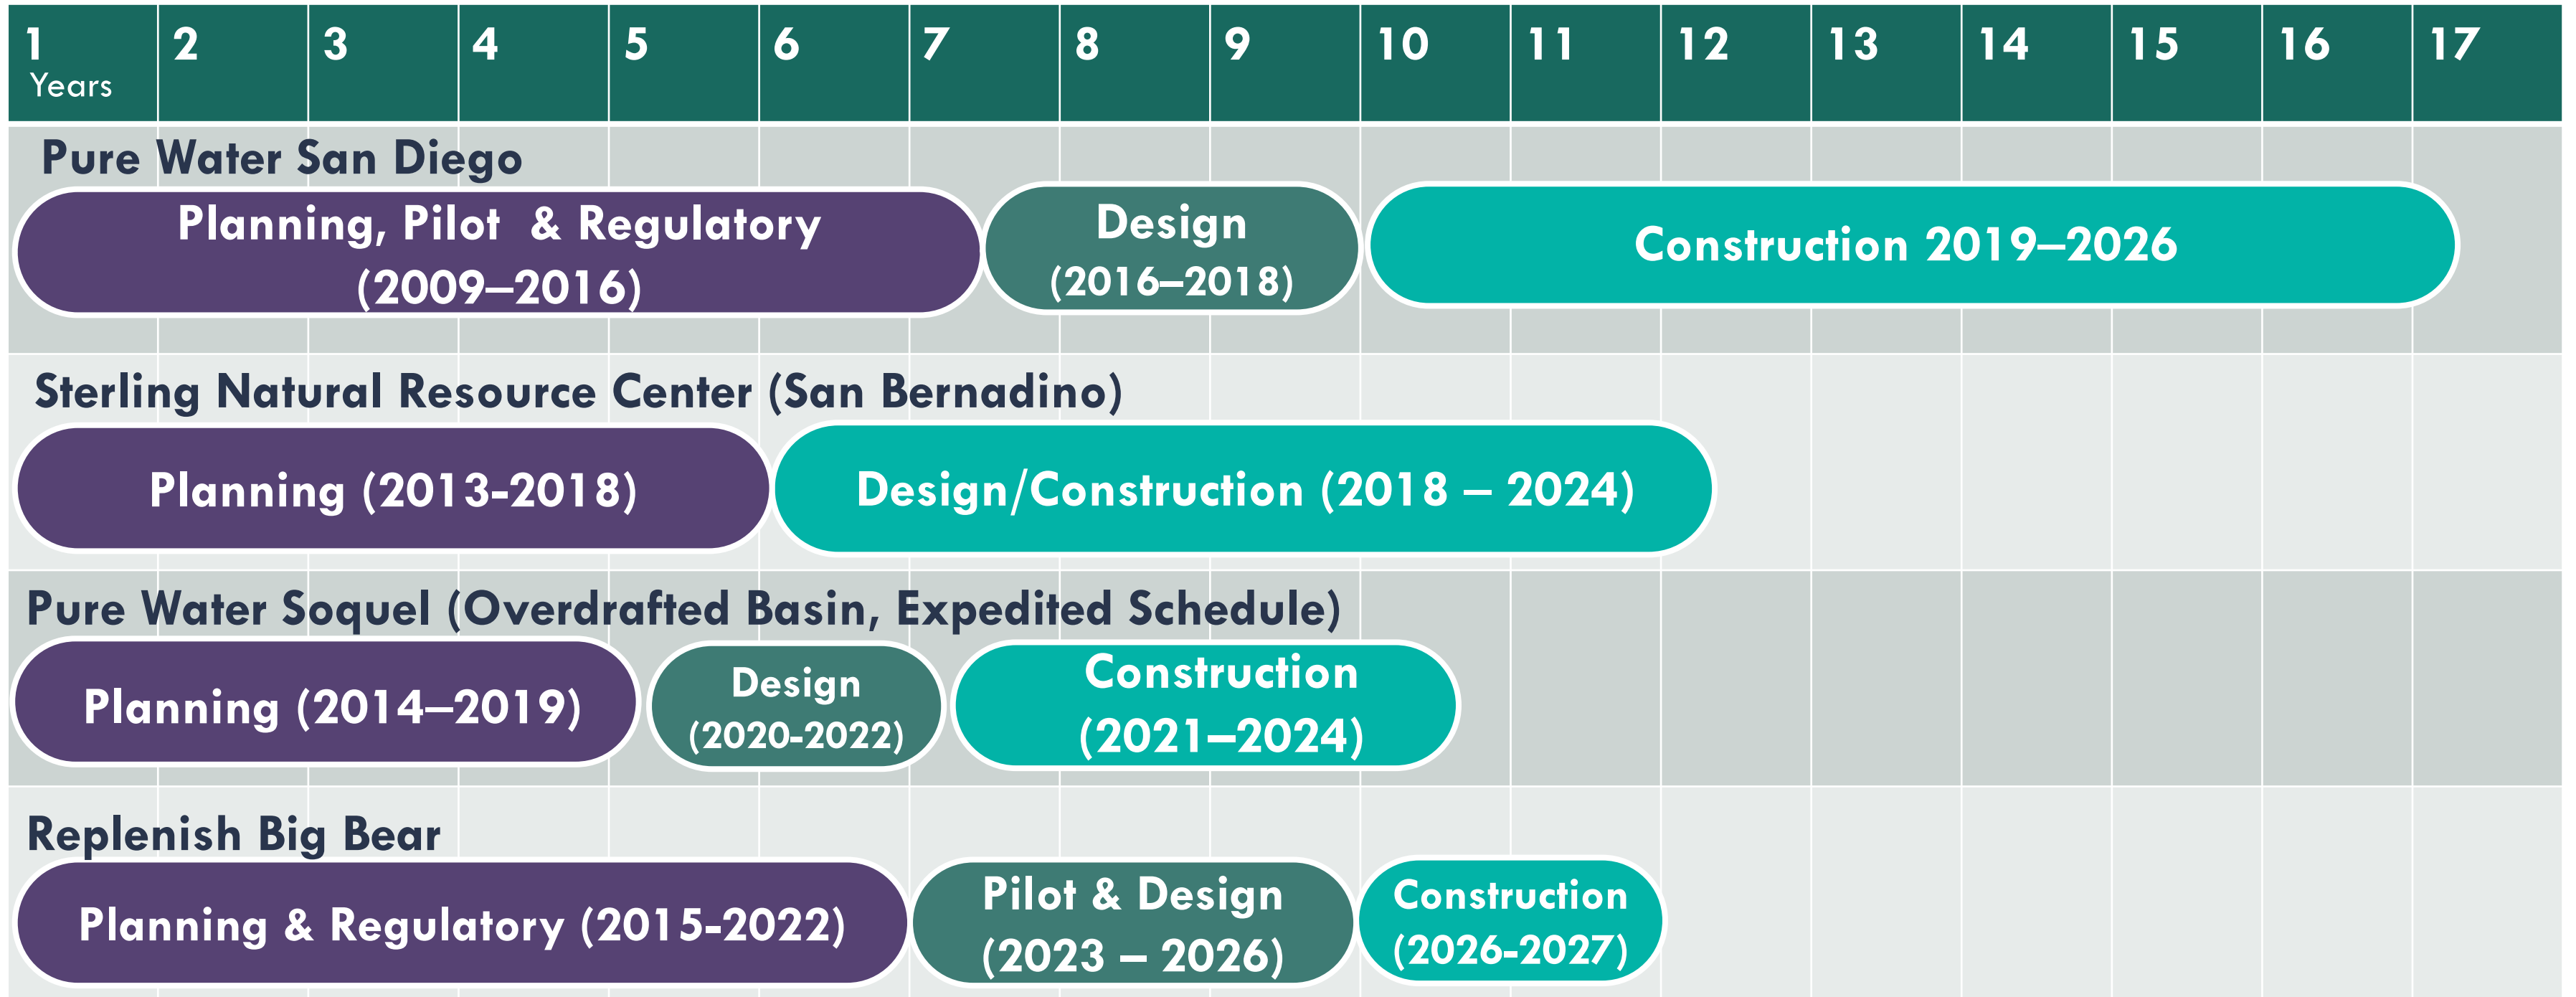 1 2 3 4 5 6 7 8 9 10 11 12 13 14 15 16 17
Years
Pure Water San Diego
Planning, Pilot & Regulatory
(2009–2016)
Design
(2016–2018)
Construction 2019–2026
Sterling Natural Resource Center (San Bernadino)
Planning (2013-2018)
Design/Construction (2018 – 2024)
Pure Water Soquel (Overdrafted Basin, Expedited Schedule)
Planning (2014–2019)
Design
(2020-2022)
Construction
(2021–2024)
Replenish Big Bear
Planning & Regulatory (2015-2022)
Pilot & Design
(2023 – 2026)
Construction
(2026-2027)